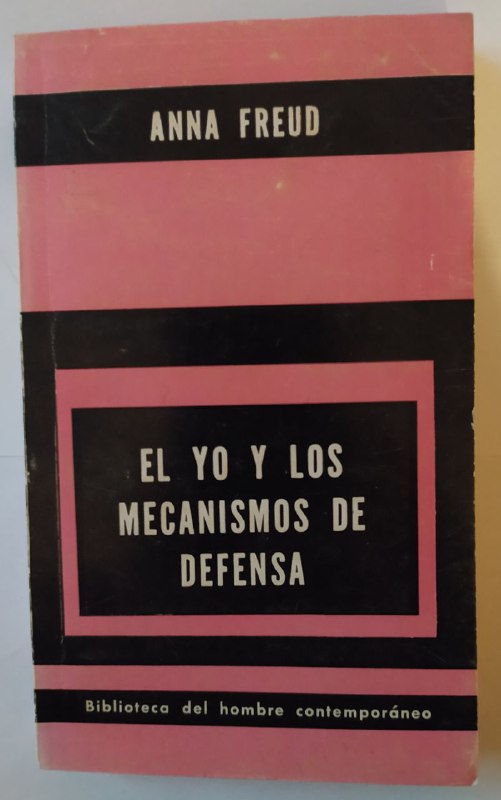 ANNA FREUD
EL YO Y LOS
MECANISMOS DE
DEFENSA
Biblioteca del hombre contemporáneo